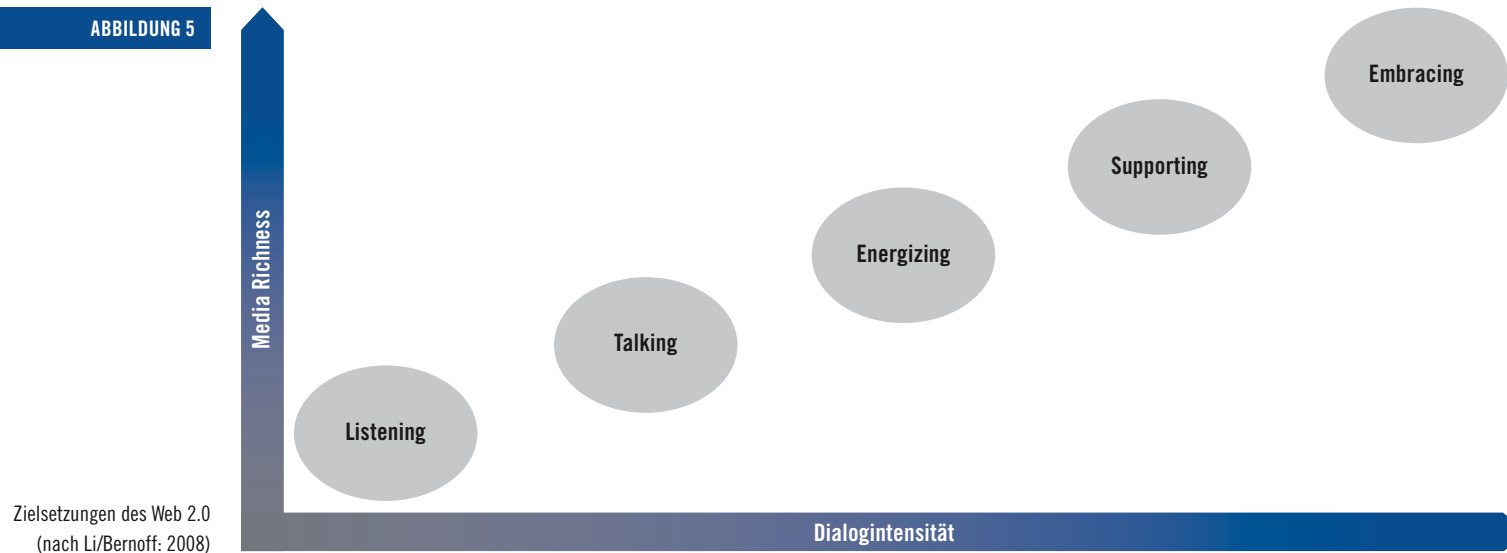 ABBILDUNG 5
Embracing
Supporting
Energizing
Talking
Listening
Media Richness
Dialogintensität
Zielsetzungen des Web 2.0
(nach Li/Bernoff: 2008)